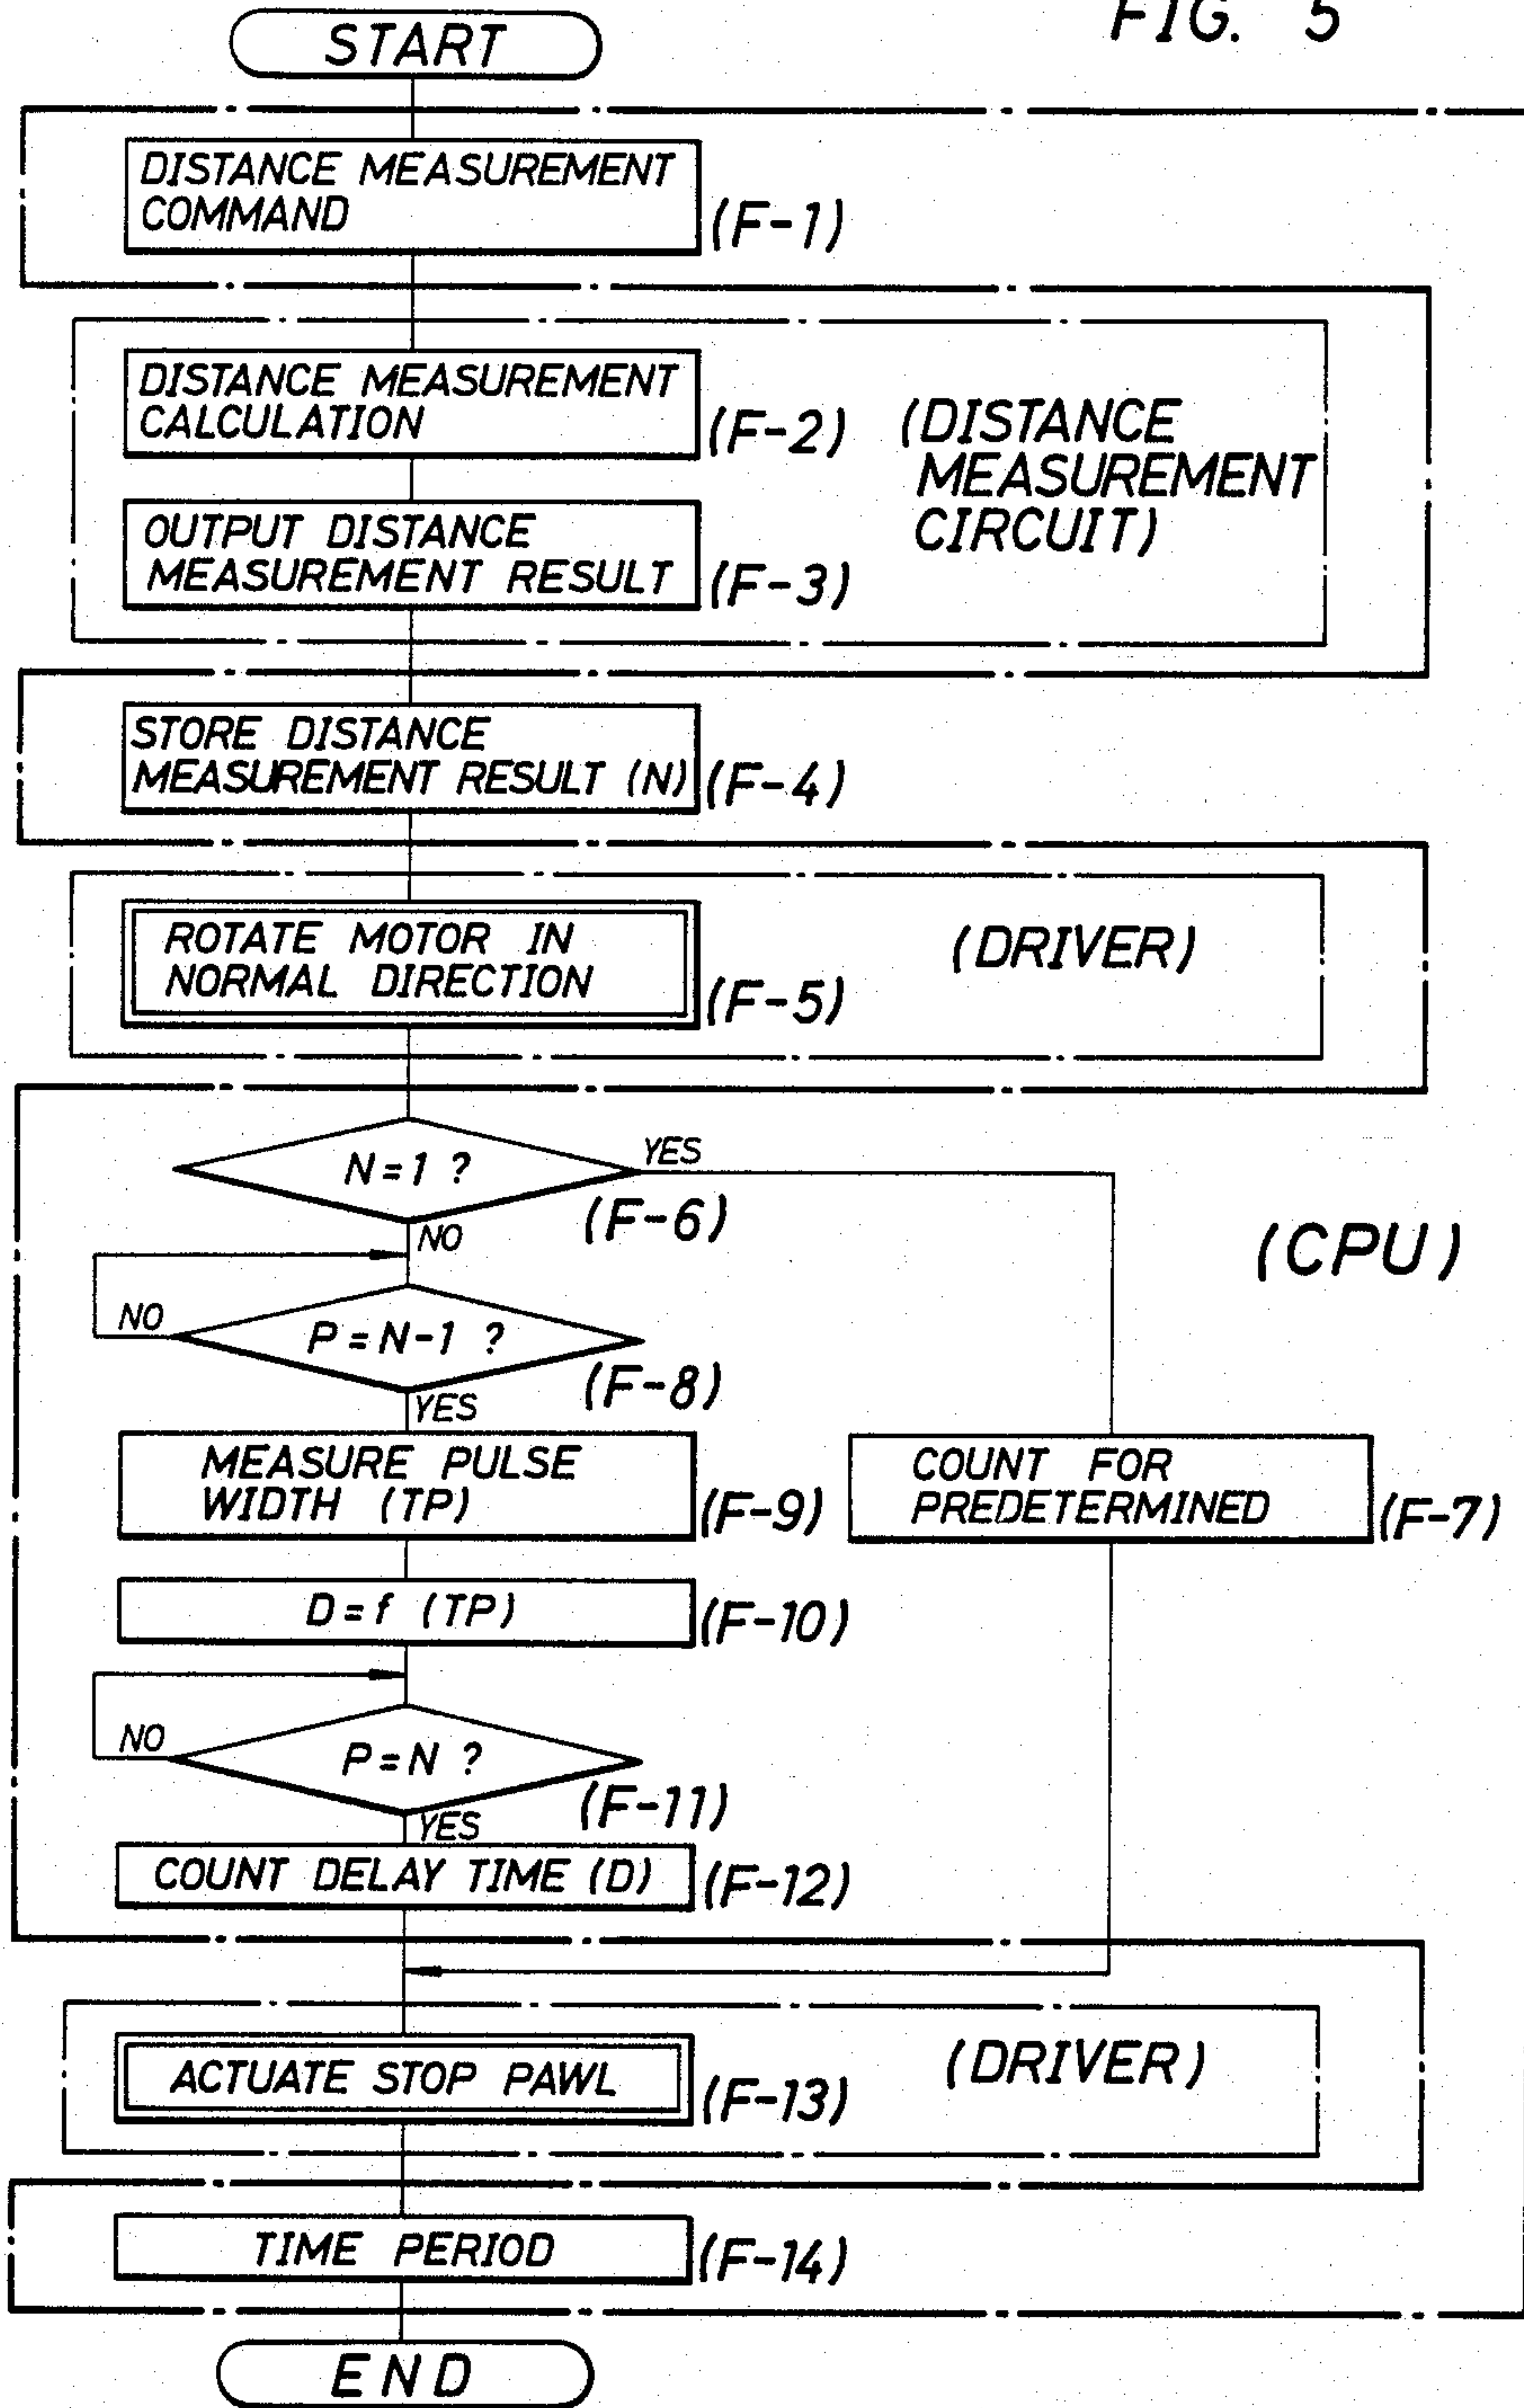 FIG. 5
START
DISTANCE MEASUREMENT
COMMAND
(F-1)
DISTANCE MEASUREMENT
CALCULATION
(F-2)
(DISTANCE
MEASUREMENT
CIRCUIT)
OUTPUT DISTANCE
MEASUREMENT RESULT
(F-3)
STORE DISTANCE
MEASUREMENT RESULT (N)
(F-4)
ROTATE MOTOR IN
NORMAL DIRECTION
(F-5)
(DRIVER)
N=1 ?
YES
(F-6)
NO
(CPU)
P=N-1 ?
NO
(F-8)
YES
MEASURE PULSE
WIDTH (TP)
(F-9)
COUNT FOR
PREDETERMINED
(F-7)
D=f (TP)
(F-10)
P=N ?
NO
(F-11)
YES
COUNT DELAY TIME (D)
(F-12)
ACTUATE STOP PAWL
(F-13)
(DRIVER)
TIME PERIOD
(F-14)
END